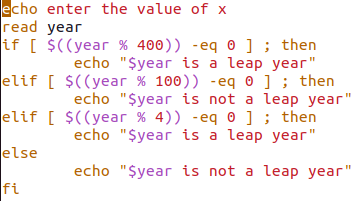 echo enter the value of x
read year
if [ $((year % 400)) -eq 0 ] ; then
        echo "$year is a leap year"
elif [ $((year % 100)) -eq 0 ] ; then
        echo "$year is not a leap year"
elif [ $((year % 4)) -eq 0 ] ; then
        echo "$year is a leap year"
else
        echo "$year is not a leap year"
fi